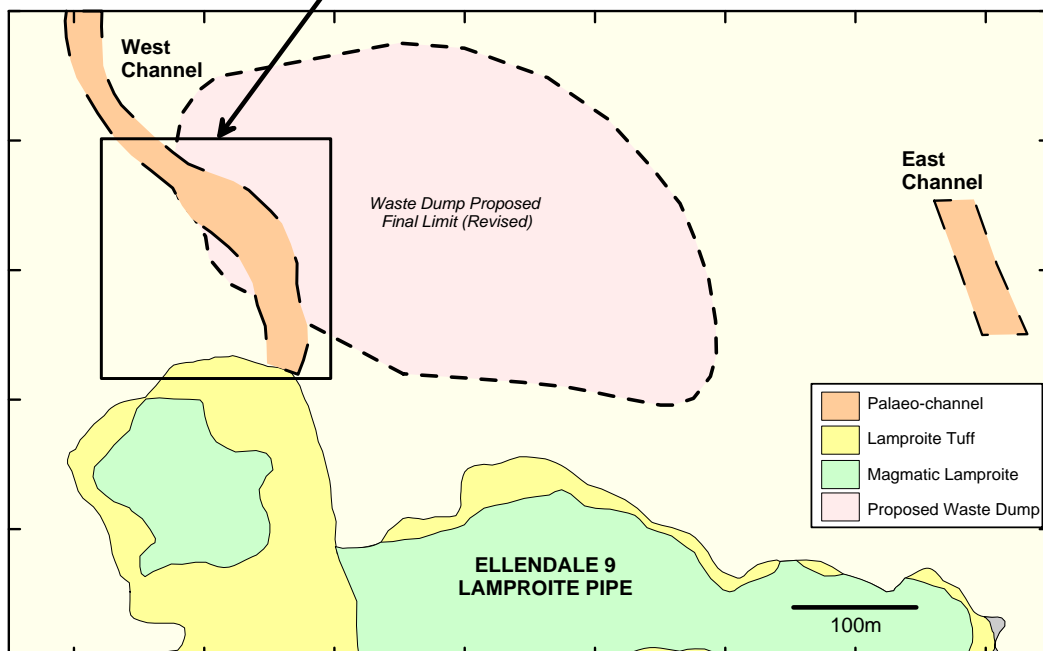 West
Channel
East
Channel
Waste Dump Proposed
Final Limit (Revised)
Palaeo-channel
Lamproite Tuff
Magmatic Lamproite
Proposed Waste Dump
ELLENDALE 9
LAMPROITE PIPE
100m